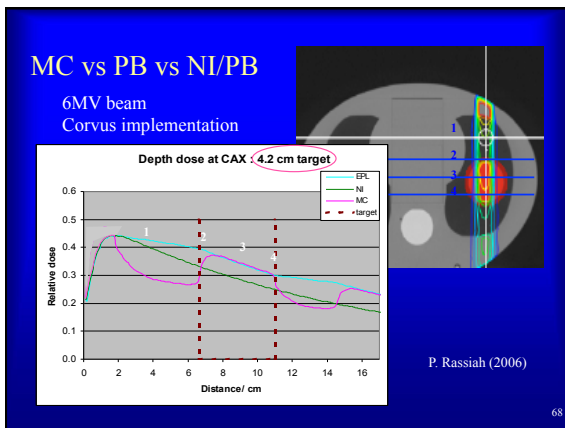 MC vs PB vs NI/PB
6MV beam
Corvus implementation
Depth dose at CAX : 4.2 cm target
EPL
NI
MC
target
Relative dose
0.6
0.5
0.4
0.3
0.2
0.1
0.0
1
2
3
4
0 2 4 6 8 10 12 14 16
Distance/ cm
1
2
3
4
P. Rassiah (2006)
68